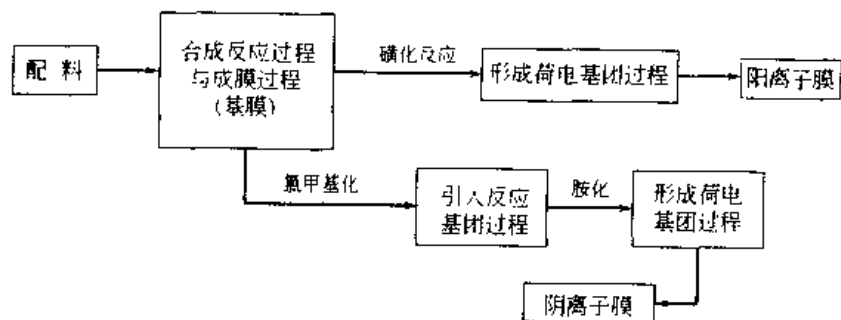 配 料
合成反应过程
与成膜过程
(基膜)
磺化反应
形成荷电基团过程
阳离子膜
氯甲基化
引入反应
基团过程
胺化
形成荷电
基团过程
阴离子膜